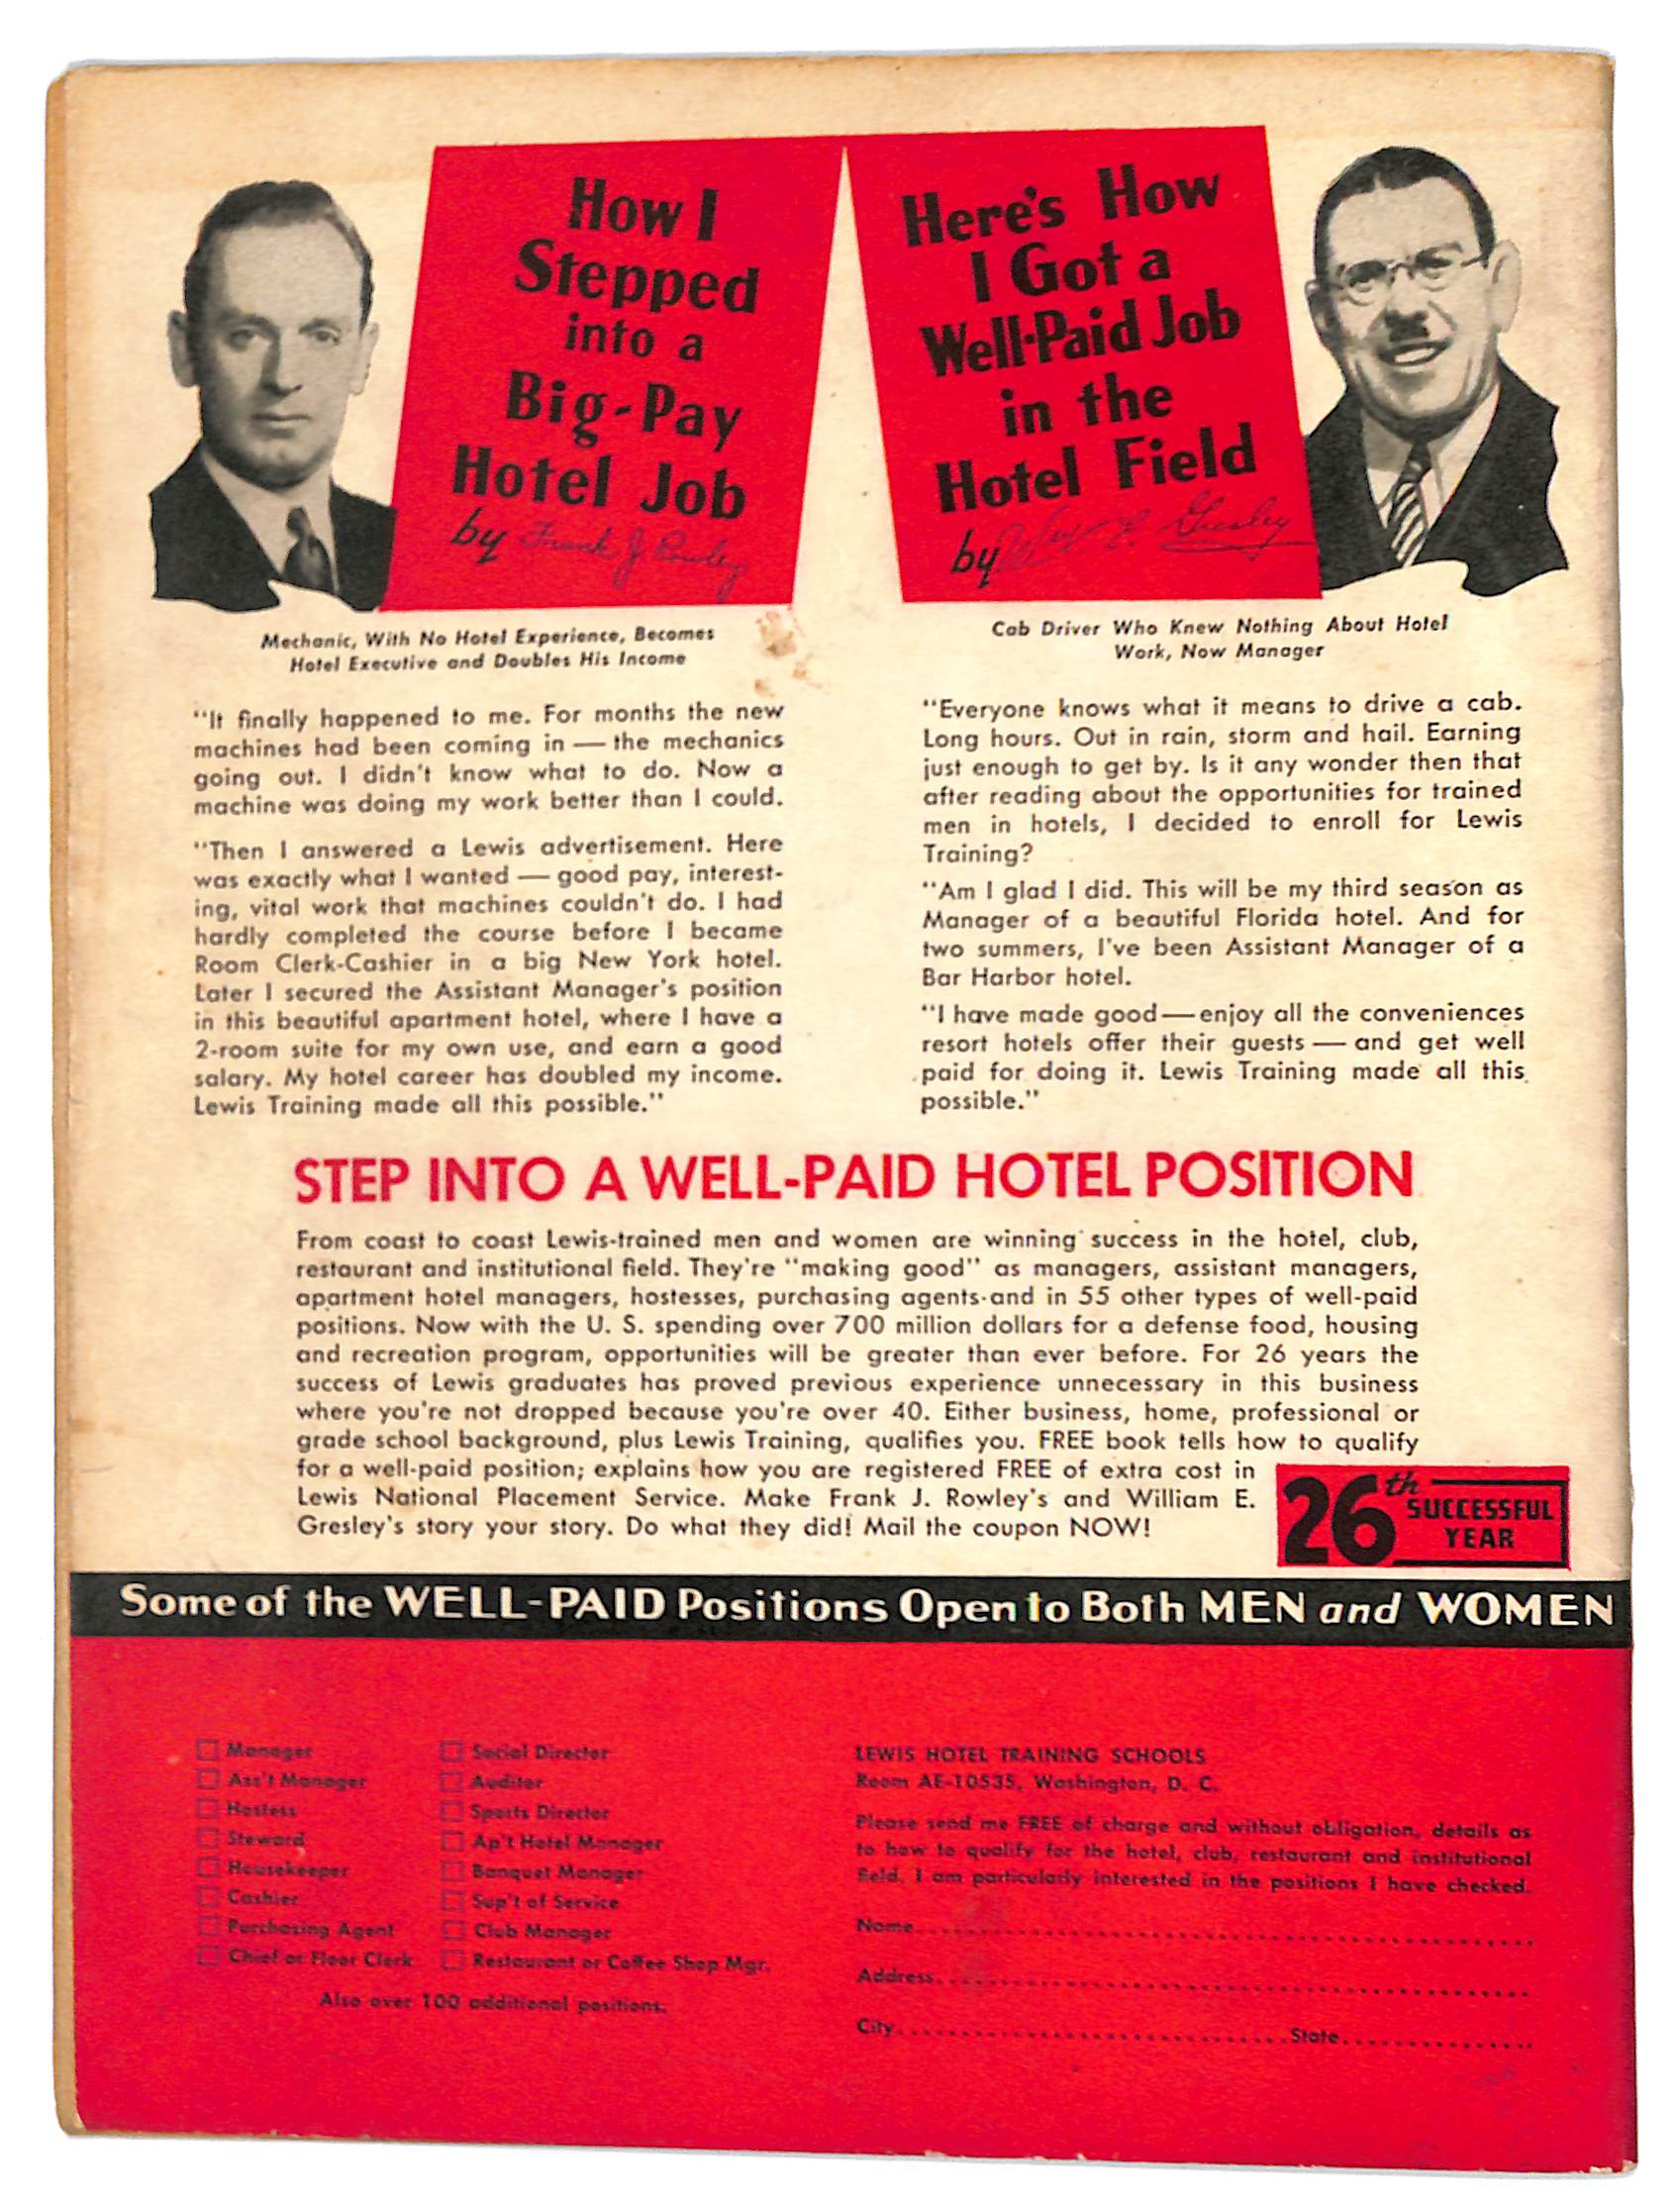 How I
Stepped
into a
Big-Pay
Hotel Job
by Frank J Rowley
Here's How
I Got a
Well-Paid Job
in the
Hotel Field
by Gresley
Mechanic, With No Hotel Experience, Becomes
Hotel Executive and Doubles His Income
"It finally happened to me. For months the new
machines had been coming in — the mechanics
going out. I didn't know what to do. Now a
machine was doing my work better than I could.
"Then I answered a Lewis advertisement. Here
was exactly what I wanted — good pay, interest-
ing, vital work that machines couldn't do. I had
hardly completed the course before I became
Room Clerk-Cashier in a big New York hotel.
Later I secured the Assistant Manager's position
in this beautiful apartment hotel, where I have a
2-room suite for my own use, and earn a good
salary. My hotel career has doubled my income.
Lewis Training made all this possible."
Cab Driver Who Knew Nothing About Hotel
Work, Now Manager
"Everyone knows what it means to drive a cab.
Long hours. Out in rain, storm and hail. Earning
just enough to get by. Is it any wonder then that
after reading about the opportunities for trained
men in hotels, I decided to enroll for Lewis
Training?
"Am I glad I did. This will be my third season as
Manager of a beautiful Florida hotel. And for
two summers, I've been Assistant Manager of a
Bar Harbor hotel.
"I have made good — enjoy all the conveniences
resort hotels offer their guests — and get well
paid for doing it. Lewis Training made all this
possible."
STEP INTO A WELL-PAID HOTEL POSITION
From coast to coast Lewis-trained men and women are winning success in the hotel, club,
restaurant and institutional field. They're "making good" as managers, assistant managers,
apartment hotel managers, hostesses, purchasing agents-and in 55 other types of well-paid
positions. Now with the U. S. spending over 700 million dollars for a defense food, housing
and recreation program, opportunities will be greater than ever before. For 26 years the
success of Lewis graduates has proved previous experience unnecessary in this business
where you're not dropped because you're over 40. Either business, home, professional or
grade school background, plus Lewis Training, qualifies you. FREE book tells how to qualify
for a well-paid position; explains how you are registered FREE of extra cost in
Lewis National Placement Service. Make Frank J. Rowley's and William E.
Gresley's story your story. Do what they did! Mail the coupon NOW!
26th SUCCESSFUL
YEAR
Some of the WELL-PAID Positions Open to Both MEN and WOMEN
Manager
Ass't Manager
Hostess
Steward
Housekeeper
Cashier
Purchasing Agent
Chief or Floor Clerk
Social Director
Auditor
Sports Director
Ap't Hotel Manager
Banquet Manager
Sup't of Service
Club Manager
Restaurant or Coffee Shop Mgr.
Also over 100 additional positions.
LEWIS HOTEL TRAINING SCHOOLS
Room AE-10535, Washington, D. C.
Please send me FREE of charge and without obligation, details as
to how to qualify for the hotel, club, restaurant and institutional
field. I am particularly interested in the positions I have checked.
Name
Address
City State